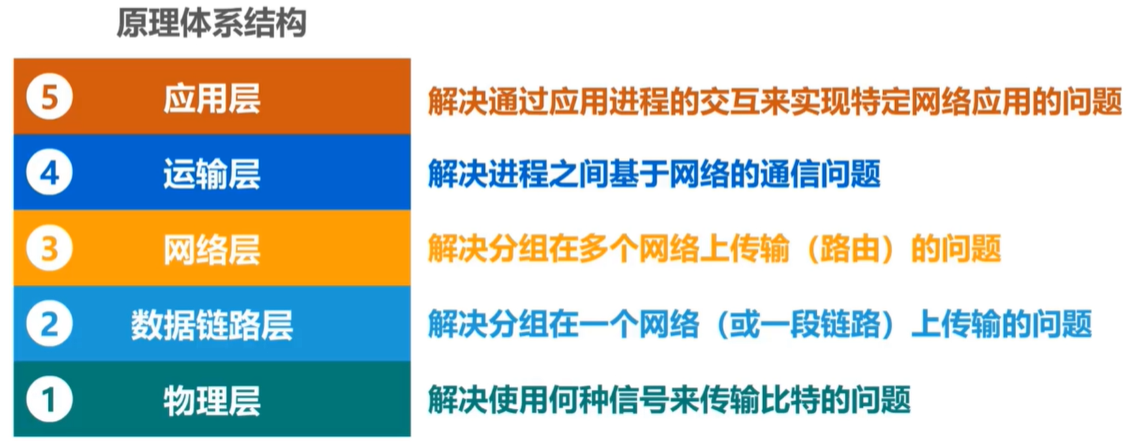 原理体系结构
5 应用层 解决通过应用进程的交互来实现特定网络应用的问题
4 运输层 解决进程之间基于网络的通信问题
3 网络层 解决分组在多个网络上传输（路由）的问题
2 数据链路层 解决分组在一个网络（或一段链路）上传输的问题
1 物理层 解决使用何种信号来传输比特的问题